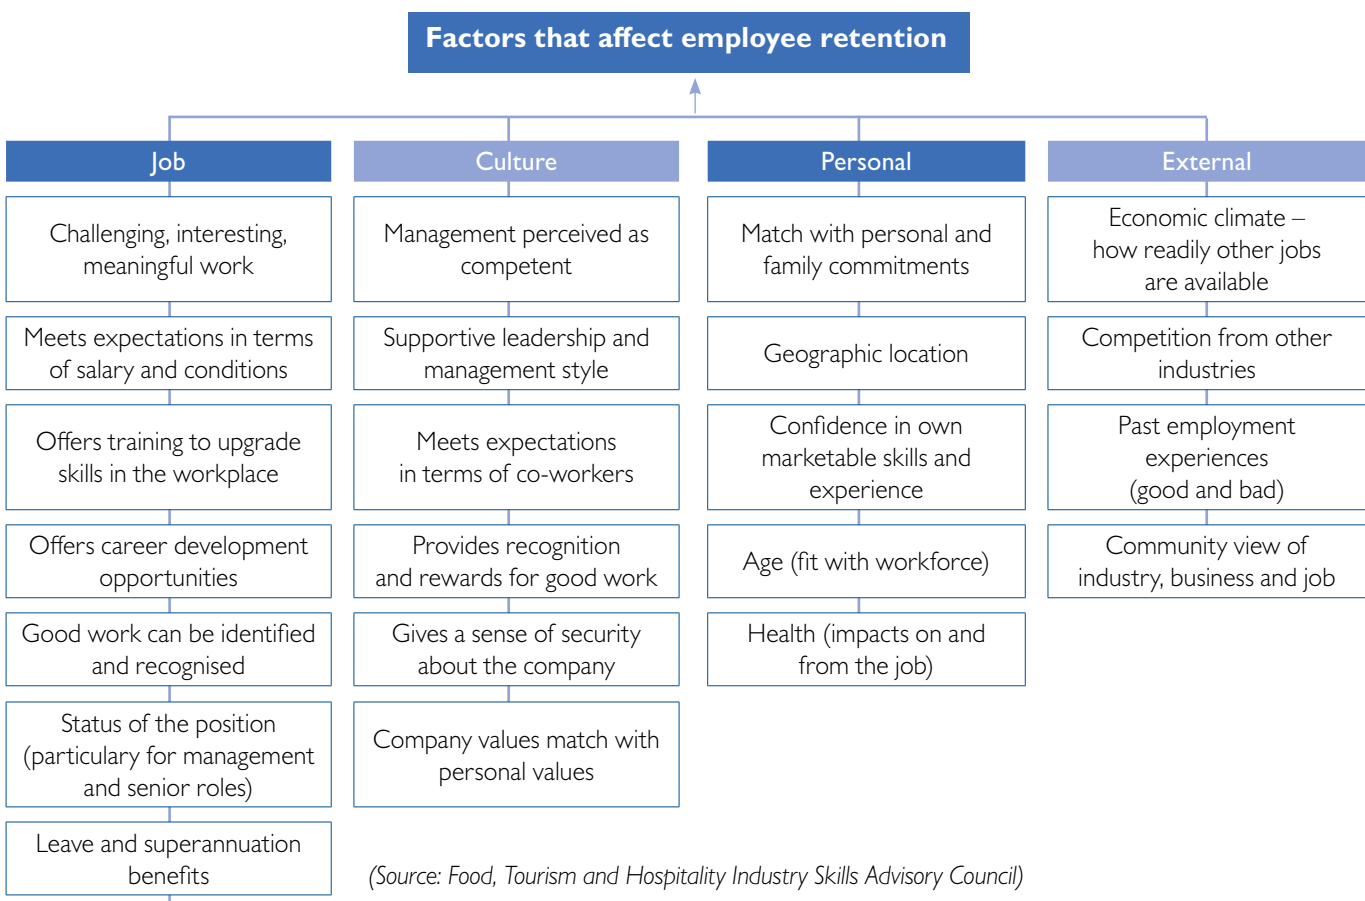 Factors that affect employee retention
Job
Challenging, interesting,
meaningful work
Meets expectations in terms
of salary and conditions
Offers training to upgrade
skills in the workplace
Offers career development
opportunities
Good work can be identified
and recognised
Status of the position
(particulary for management
and senior roles)
Leave and superannuation
benefits
Culture
Management perceived as
competent
Supportive leadership and
management style
Meets expectations
in terms of co-workers
Provides recognition
and rewards for good work
Gives a sense of security
about the company
Company values match with
personal values
Personal
Match with personal and
family commitments
Geographic location
Confidence in own
marketable skills and
experience
Age (fit with workforce)
Health (impacts on and
from the job)
External
Economic climate –
how readily other jobs
are available
Competition from other
industries
Past employment
experiences
(good and bad)
Community view of
industry, business and job
(Source: Food, Tourism and Hospitality Industry Skills Advisory Council)